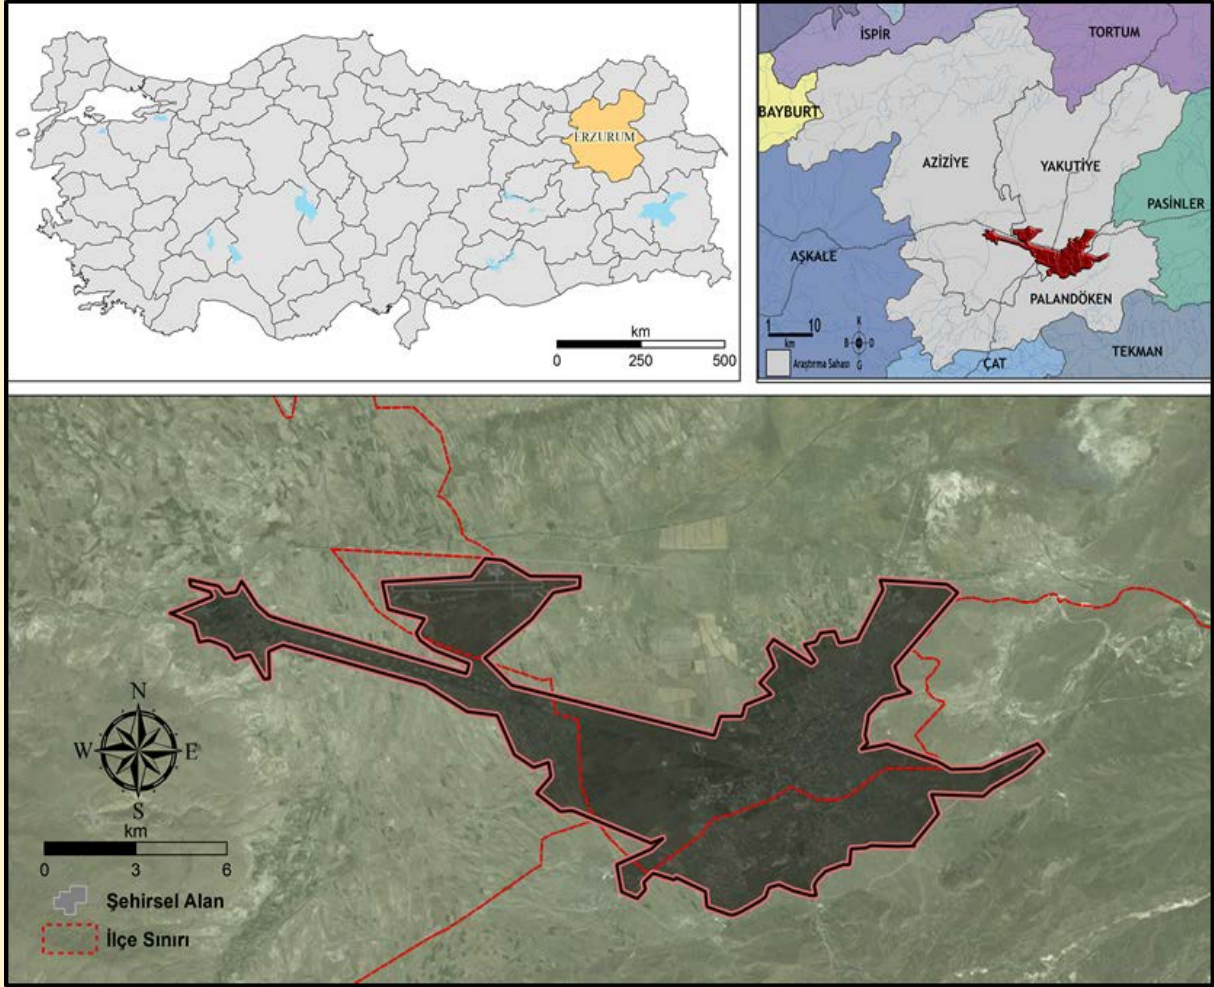 ERZURUM
km
0 250 500
İSPİR
TORTUM
BAYBURT
AZİZİYE
YAKUTİYE
PASİNLER
AŞKALE
PALANDÖKEN
1 10
km
K
B D
G
TEKMAN
Araştırma Sahası
ÇAT
N
W E
S
km
0 3 6
Şehirsel Alan
İlçe Sınırı